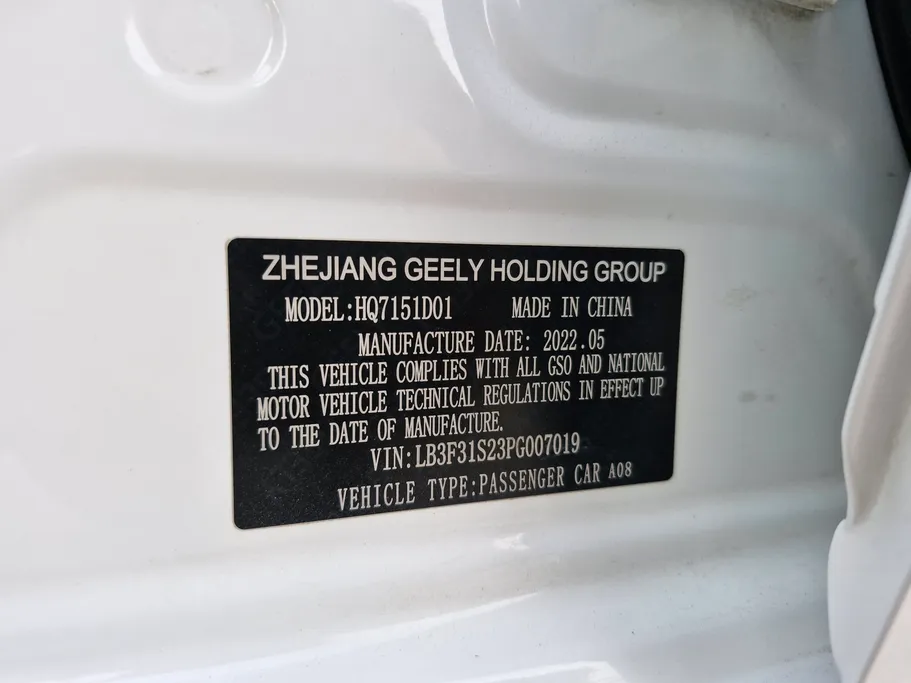 ZHEJIANG GEELY HOLDING GROUP
MODEL:HQ7151D01 MADE IN CHINA
MANUFACTURE DATE: 2022.05
THIS VEHICLE COMPLIES WITH ALL GSO AND NATIONAL
MOTOR VEHICLE TECHNICAL REGULATIONS IN EFFECT UP
TO THE DATE OF MANUFACTURE.
VIN:LB3F31S23PG007019
VEHICLE TYPE:PASSENGER CAR A08